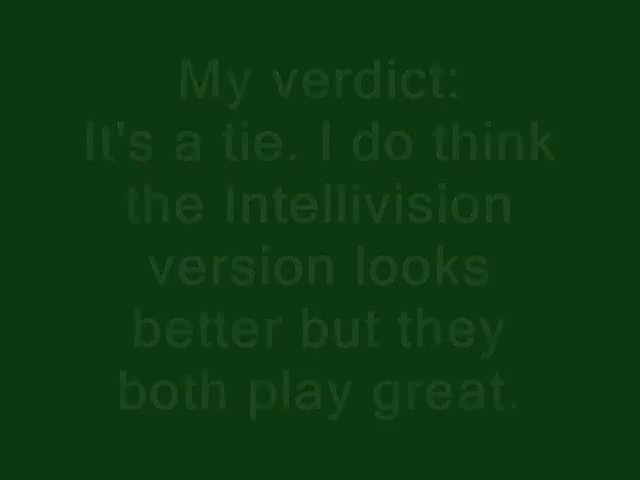 My verdict:
It's a tie. I do think
the Intellivision
version looks
better but they
both play great.